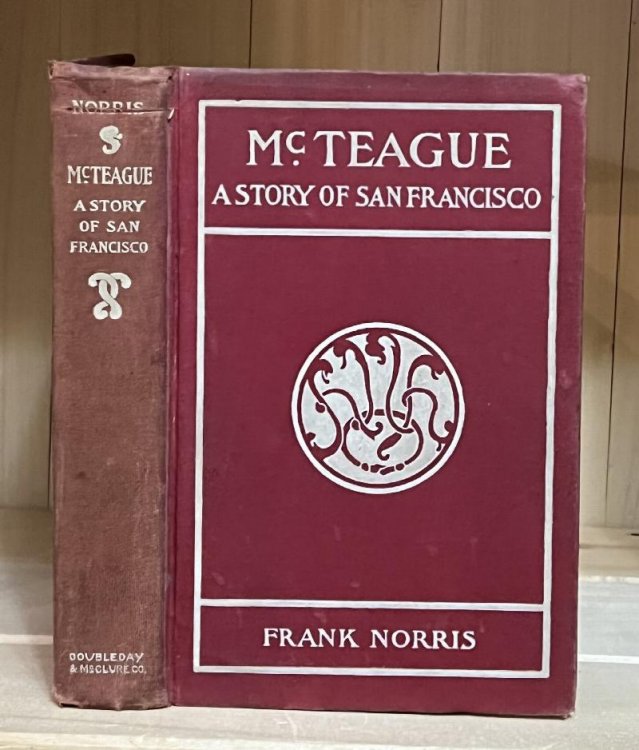 NORRIS
McTEAGUE
A STORY
OF SAN
FRANCISCO
DOUBLEDAY
& McCLURE CO.
McTEAGUE
A STORY OF SAN FRANCISCO
FRANK NORRIS